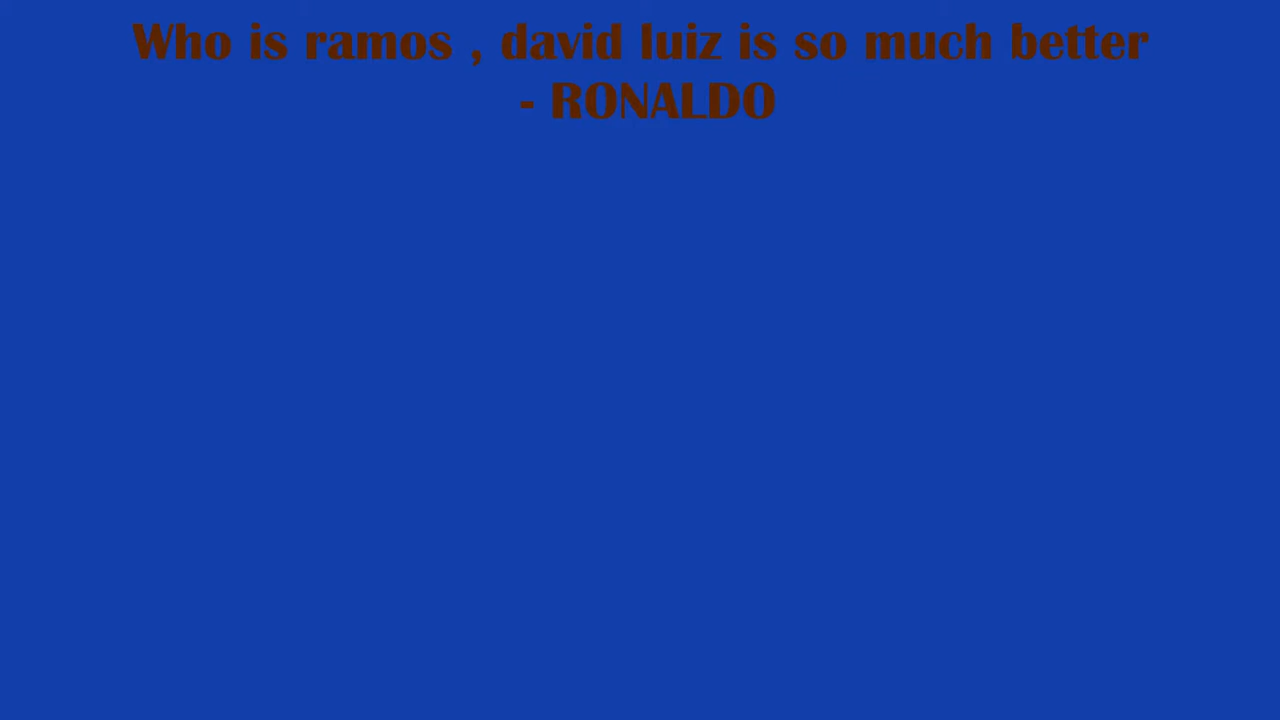 Who is ramos , david luiz is so much better
- RONALDO